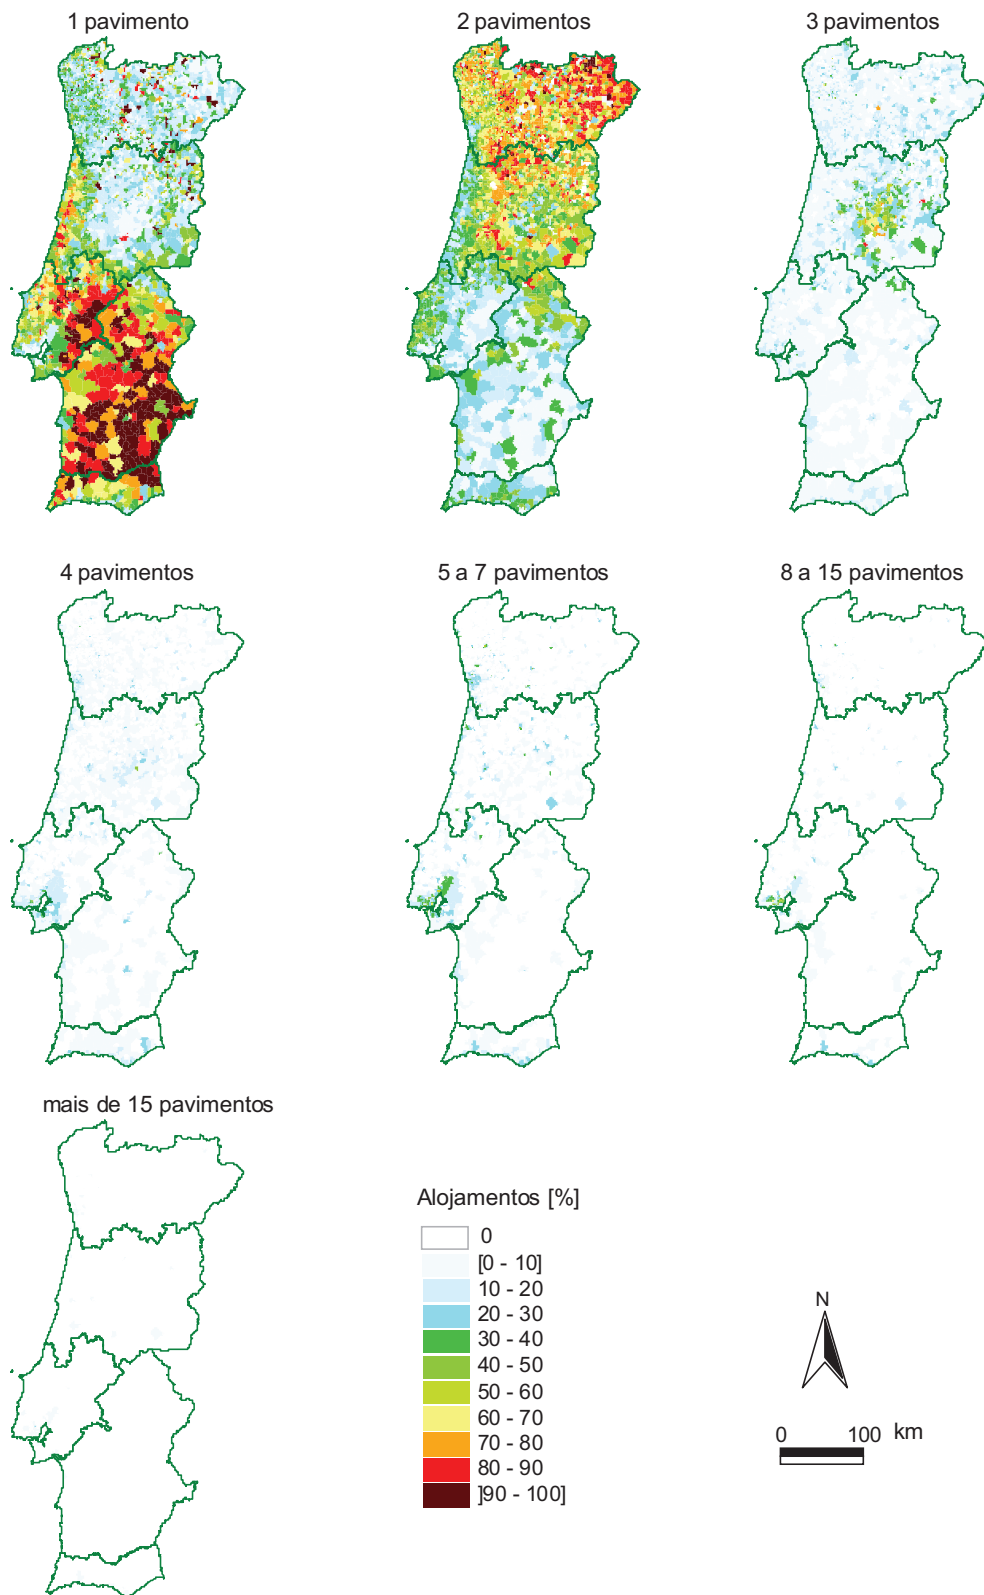 1 pavimento
2 pavimentos
3 pavimentos
4 pavimentos
5 a 7 pavimentos
8 a 15 pavimentos
mais de 15 pavimentos
Alojamentos [%]
0
[0 - 10]
10 - 20
20 - 30
30 - 40
40 - 50
50 - 60
60 - 70
70 - 80
80 - 90
]90 - 100]
N
0 100 km